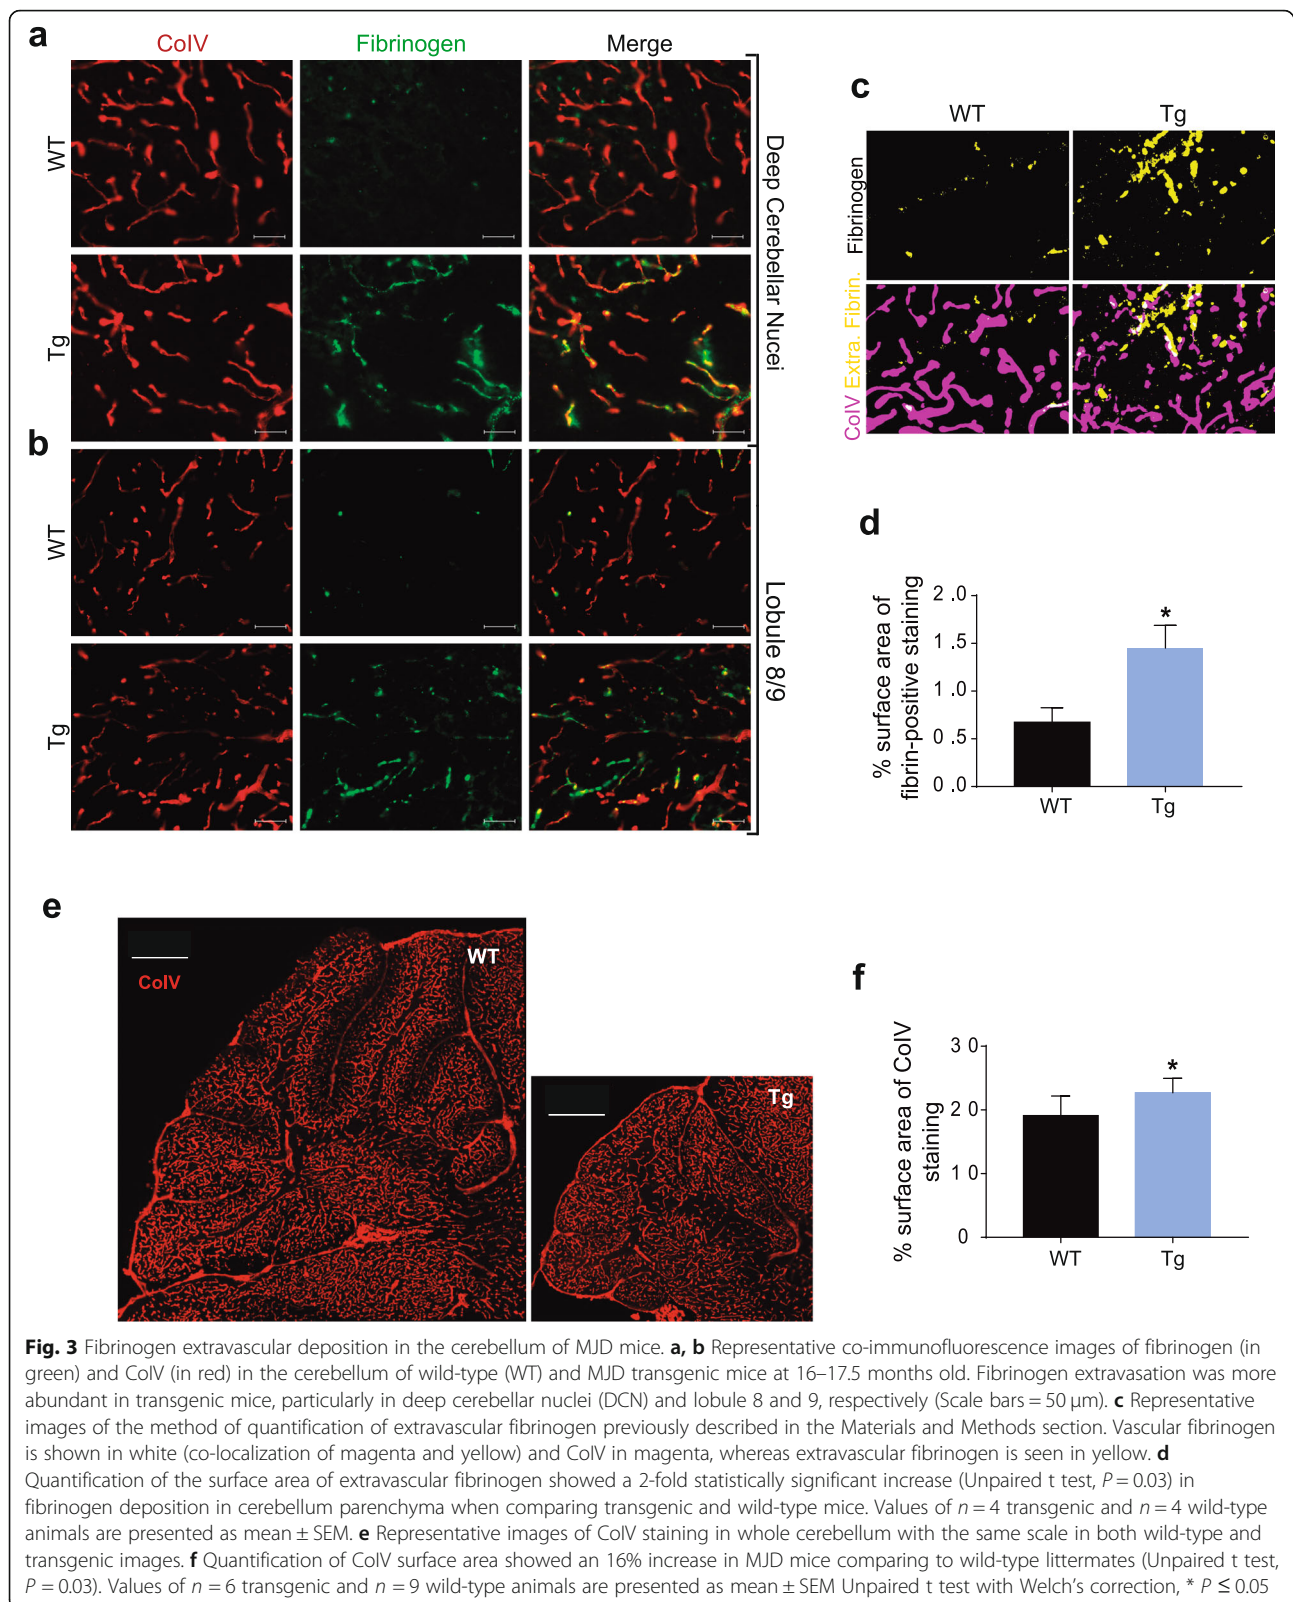 a
ColV
Fibrinogen
Merge
WT
Tg
Deep Cerebellar Nucei
b
WT
Tg
Lobule 8/9
c
WT
Tg
Fibrinogen
ColV Extra. Fibrin.
d
% surface area of
fibrin-positive staining
2.0
1.5
1.0
0.5
0.0
*
WT
Tg
e
WT
ColV
Tg
f
% surface area of ColV
staining
30
20
10
0
*
WT
Tg
Fig. 3 Fibrinogen extravascular deposition in the cerebellum of MJD mice. a, b Representative co-immunofluorescence images of fibrinogen (in
green) and ColV (in red) in the cerebellum of wild-type (WT) and MJD transgenic mice at 16–17.5 months old. Fibrinogen extravasation was more
abundant in transgenic mice, particularly in deep cerebellar nuclei (DCN) and lobule 8 and 9, respectively (Scale bars = 50 μm). c Representative
images of the method of quantification of extravascular fibrinogen previously described in the Materials and Methods section. Vascular fibrinogen
is shown in white (co-localization of magenta and yellow) and ColV in magenta, whereas extravascular fibrinogen is seen in yellow. d
Quantification of the surface area of extravascular fibrinogen showed a 2-fold statistically significant increase (Unpaired t test, P = 0.03) in
fibrinogen deposition in cerebellum parenchyma when comparing transgenic and wild-type mice. Values of n = 4 transgenic and n = 4 wild-type
animals are presented as mean ± SEM. e Representative images of ColV staining in whole cerebellum with the same scale in both wild-type and
transgenic images. f Quantification of ColV surface area showed an 16% increase in MJD mice comparing to wild-type littermates (Unpaired t test,
P = 0.03). Values of n = 6 transgenic and n = 9 wild-type animals are presented as mean ± SEM Unpaired t test with Welch's correction, * P ≤ 0.05